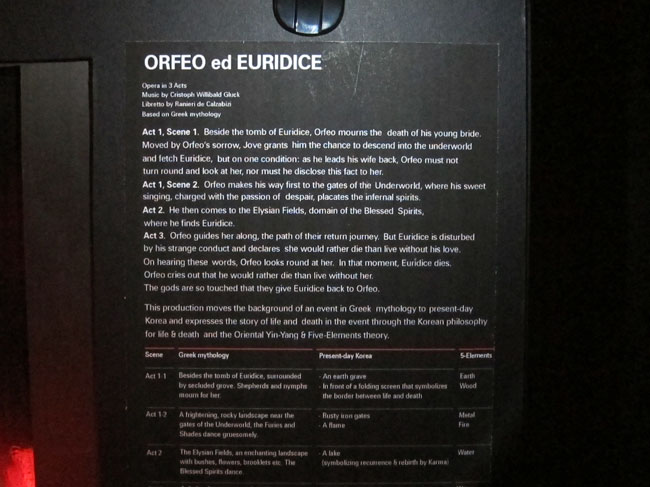 ORFEO ed EURIDICE
Opera in 3 Acts
Music by Cristoph Willibald Gluck
Libretto by Ranieri de Calzabizi
Based on Greek mythology
Act 1, Scene 1. Beside the tomb of Euridice, Orfeo mourns the death of his young bride.
Moved by Orfeo's sorrow, Jove grants him the chance to descend into the underworld
and fetch Euridice, but on one condition: as he leads his wife back, Orfeo must not
turn round and look at her, nor must he disclose this fact to her.
Act 1, Scene 2. Orfeo makes his way first to the gates of the Underworld, where his sweet
singing, charged with the passion of despair, placates the infernal spirits.
Act 2. He then comes to the Elysian Fields, domain of the Blessed Spirits,
where he finds Euridice.
Act 3. Orfeo guides her along, the path of their return journey. But Euridice is disturbed
by his strange conduct and declares she would rather die than live without his love.
On hearing these words, Orfeo looks round at her. In that moment, Euridice dies.
Orfeo cries out that he would rather die than live without her.
The gods are so touched that they give Euridice back to Orfeo.
This production moves the background of an event in Greek mythology to present-day
Korea and expresses the story of life and death in the event through the Korean philosophy
for life & death and the Oriental Yin-Yang & Five-Elements theory.
Scene Greek mythology Present-day Korea 5-Elements
Act 1-1 Besides the tomb of Euridice, surrounded - An earth grave Earth
by secluded grove. Shepherds and nymphs - In front of a folding screen that symbolizes Wood
mourn for her. the border between life and death
Act 1-2 A frightening, rocky landscape near the - Rusty iron gates Metal
gates of the Underworld, the Furies and - A flame Fire
Shades dance gruesomely.
Act 2 The Elysian Fields, an enchanting landscape - A lake Water
with bushes, flowers, brooklets etc. The (symbolizing recurrence & rebirth by Karma)
Blessed Spirits dance.